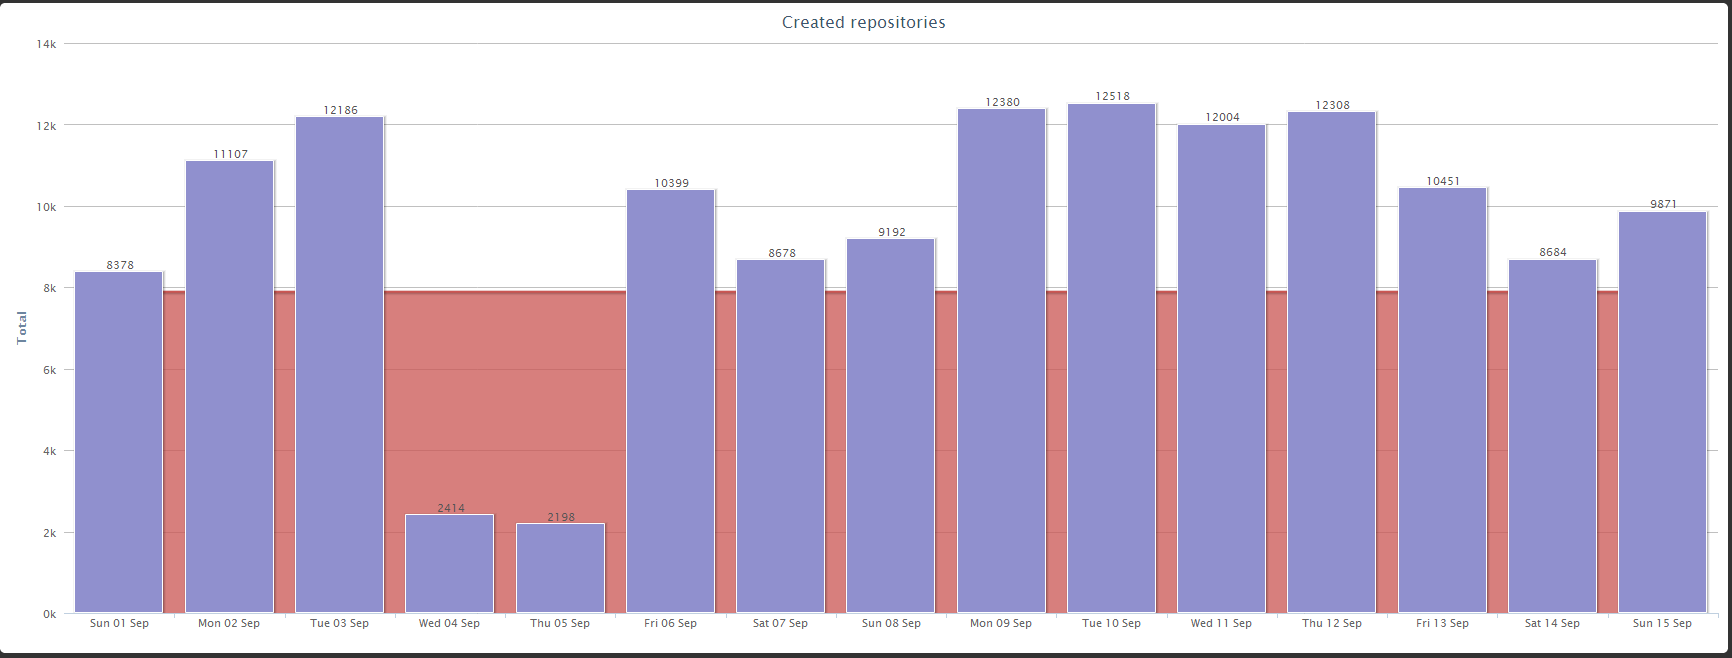 Created repositories
14k
12k
10k
8k
6k
4k
2k
0k
Total
8378
11107
12186
2414
2198
10399
8678
9192
12380
12518
12004
12308
10451
8684
9871
Sun 01 Sep
Mon 02 Sep
Tue 03 Sep
Wed 04 Sep
Thu 05 Sep
Fri 06 Sep
Sat 07 Sep
Sun 08 Sep
Mon 09 Sep
Tue 10 Sep
Wed 11 Sep
Thu 12 Sep
Fri 13 Sep
Sat 14 Sep
Sun 15 Sep